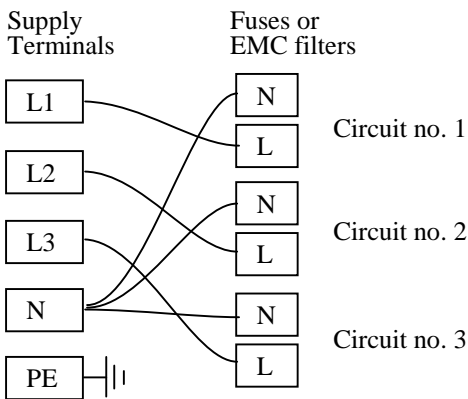 Supply
Terminals
Fuses or
EMC filters
L1
L2
L3
N
PE
N
L
Circuit no. 1
N
L
Circuit no. 2
N
L
Circuit no. 3